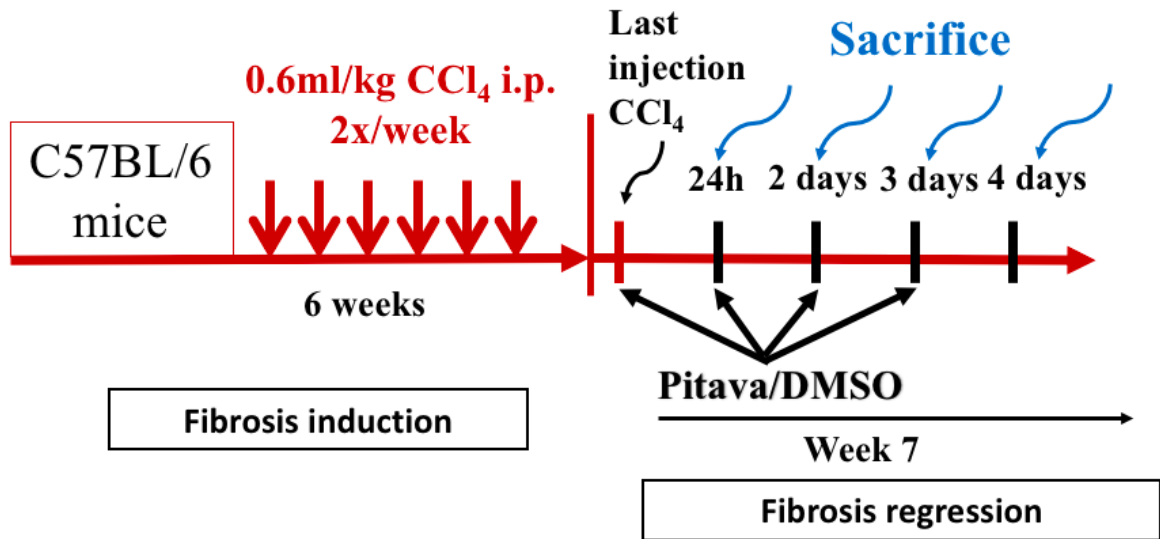 C57BL/6
mice
0.6ml/kg CCl₄ i.p.
2x/week
6 weeks
Fibrosis induction
Last
injection
CCl₄
Sacrifice
24h 2 days 3 days 4 days
Pitava/DMSO
Week 7
Fibrosis regression